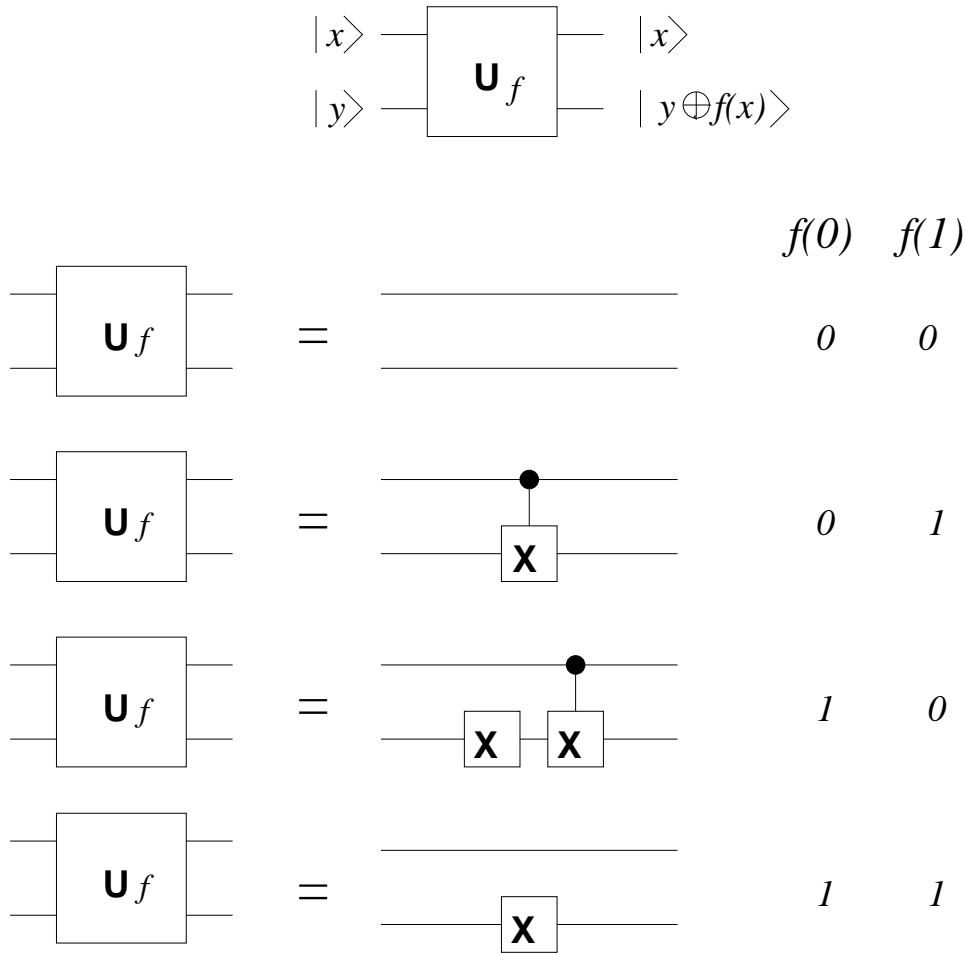 |x⟩ U f |x⟩
|y⟩ | y ⊕ f(x)⟩
f(0) f(1)
U f = 0 0
U f = X 0 1
U f = X X 1 0
U f = X 1 1